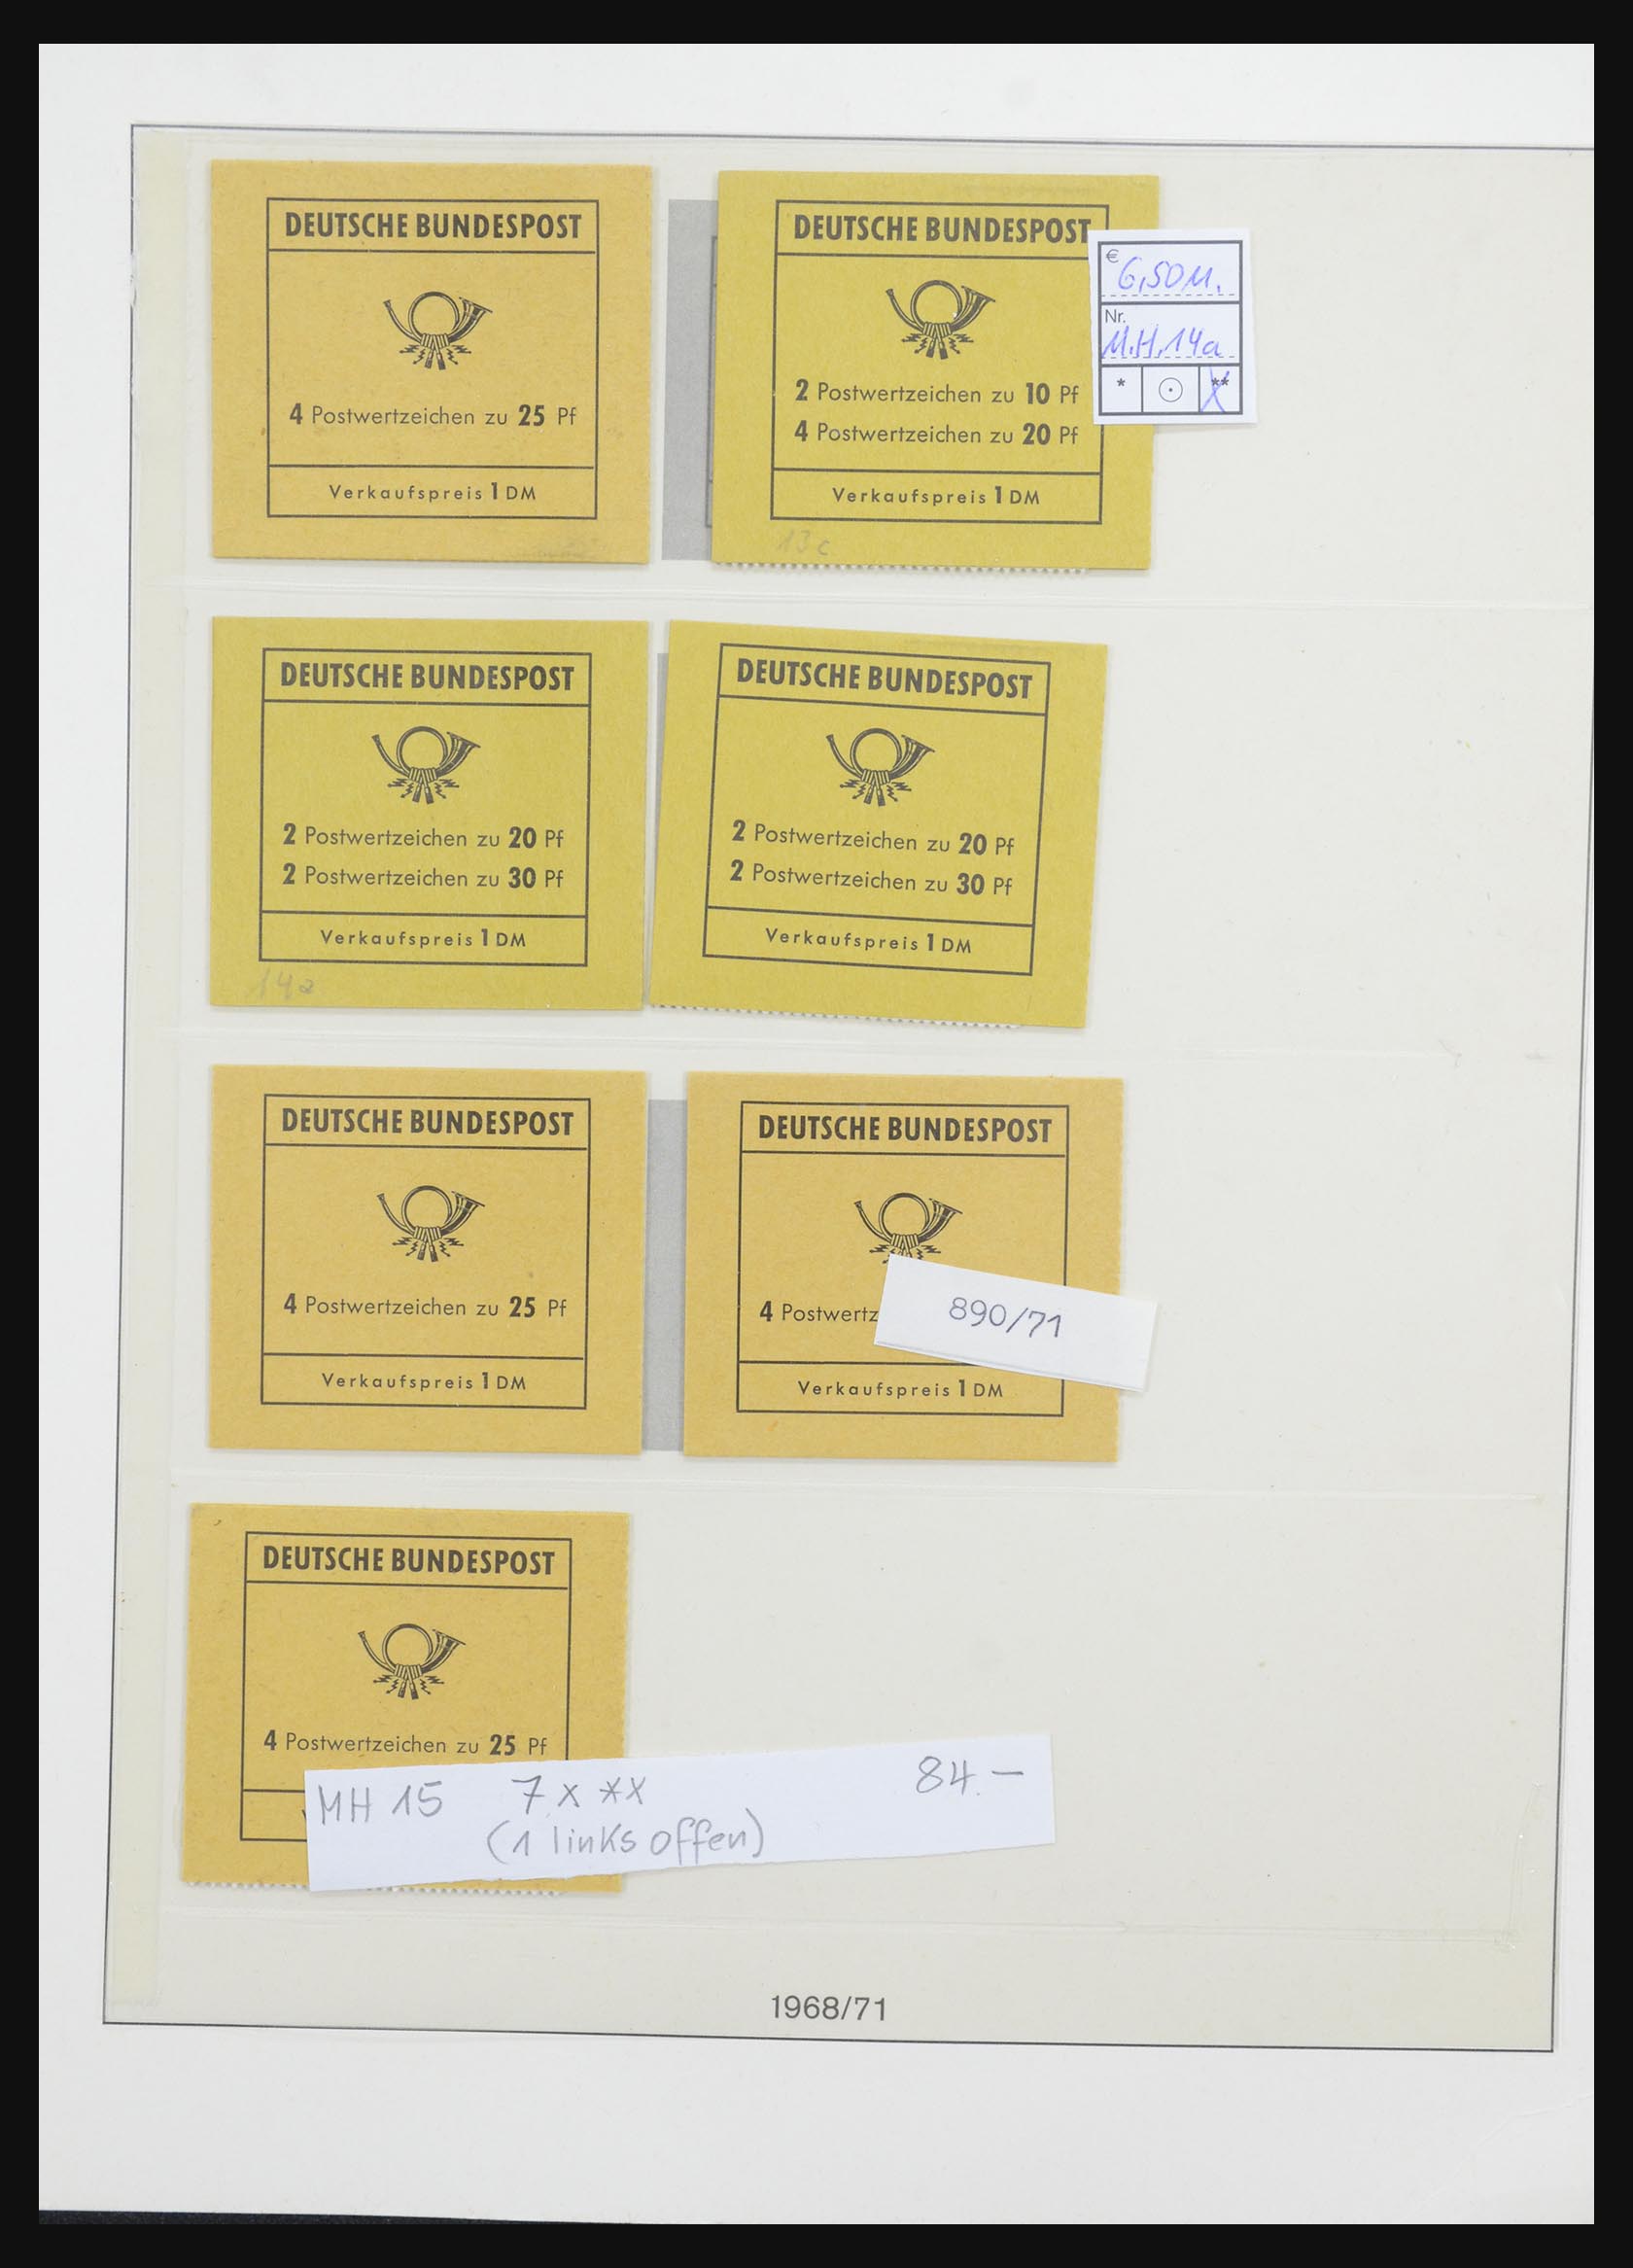 DEUTSCHE BUNDESPOST
4 Postwertzeichen zu 25 Pf
Verkaufspreis 1 DM
DEUTSCHE BUNDESPOST
2 Postwertzeichen zu 10 Pf
4 Postwertzeichen zu 20 Pf
Verkaufspreis 1 DM
13 c
€
6,50 M.
Nr.
M.H. 14a
* **
DEUTSCHE BUNDESPOST
2 Postwertzeichen zu 20 Pf
2 Postwertzeichen zu 30 Pf
Verkaufspreis 1 DM
14a
DEUTSCHE BUNDESPOST
2 Postwertzeichen zu 20 Pf
2 Postwertzeichen zu 30 Pf
Verkaufspreis 1 DM
DEUTSCHE BUNDESPOST
4 Postwertzeichen zu 25 Pf
Verkaufspreis 1 DM
DEUTSCHE BUNDESPOST
4 Postwertz
890/71
Verkaufspreis 1 DM
DEUTSCHE BUNDESPOST
4 Postwertzeichen zu 25 Pf
MH 15 7 x ** 84.-
(1 links offen)
1968/71